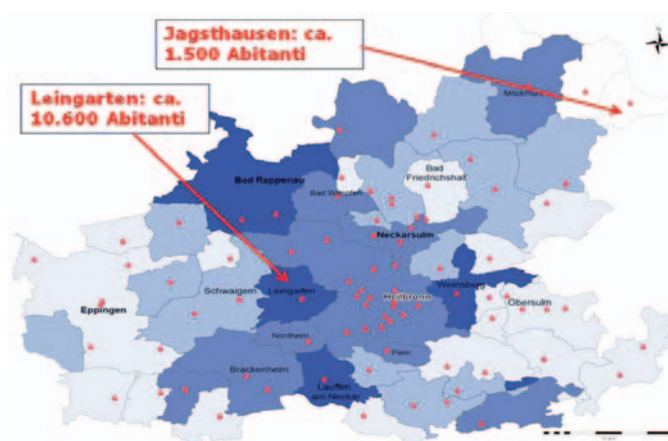 Jagsthausen: ca.
1.500 Abitanti
Leingarten: ca.
10.600 Abitanti
Möckmühl
Bad Rappenau
Bad Wimpfen
Bad
Friedrichshall
Neckarsulm
Schwaigern
Leingarten
Heilbronn
Weinsberg
Obersulm
Eppingen
Nordheim
Flein
Brackenheim
Lauffen
am Neckar